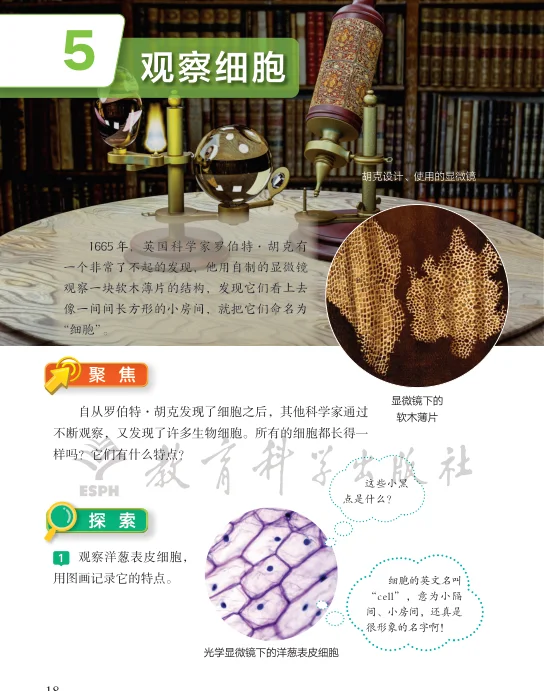 5
观察细胞
胡克设计、使用的显微镜
1665年，英国科学家罗伯特·胡克有
一个非常了不起的发现，他用自制的显微镜
观察一块软木薄片的结构，发现它们看上去
像一间间长方形的小房间，就把它们命名为
“细胞”
显微镜下的
软木薄片
聚焦
自从罗伯特·胡克发现了细胞之后，其他科学家通过
不断观察，又发现了许多生物细胞。所有的细胞都长得一
样吗？它们有什么特点？
ESPH
教育科学出版社
这些小黑
点是什么？
探索
1 观察洋葱表皮细胞，
用图画记录它的特点。
细胞的英文名叫
“cell”，意为小隔
间、小房间，还真是
很形象的名字啊！
光学显微镜下的洋葱表皮细胞